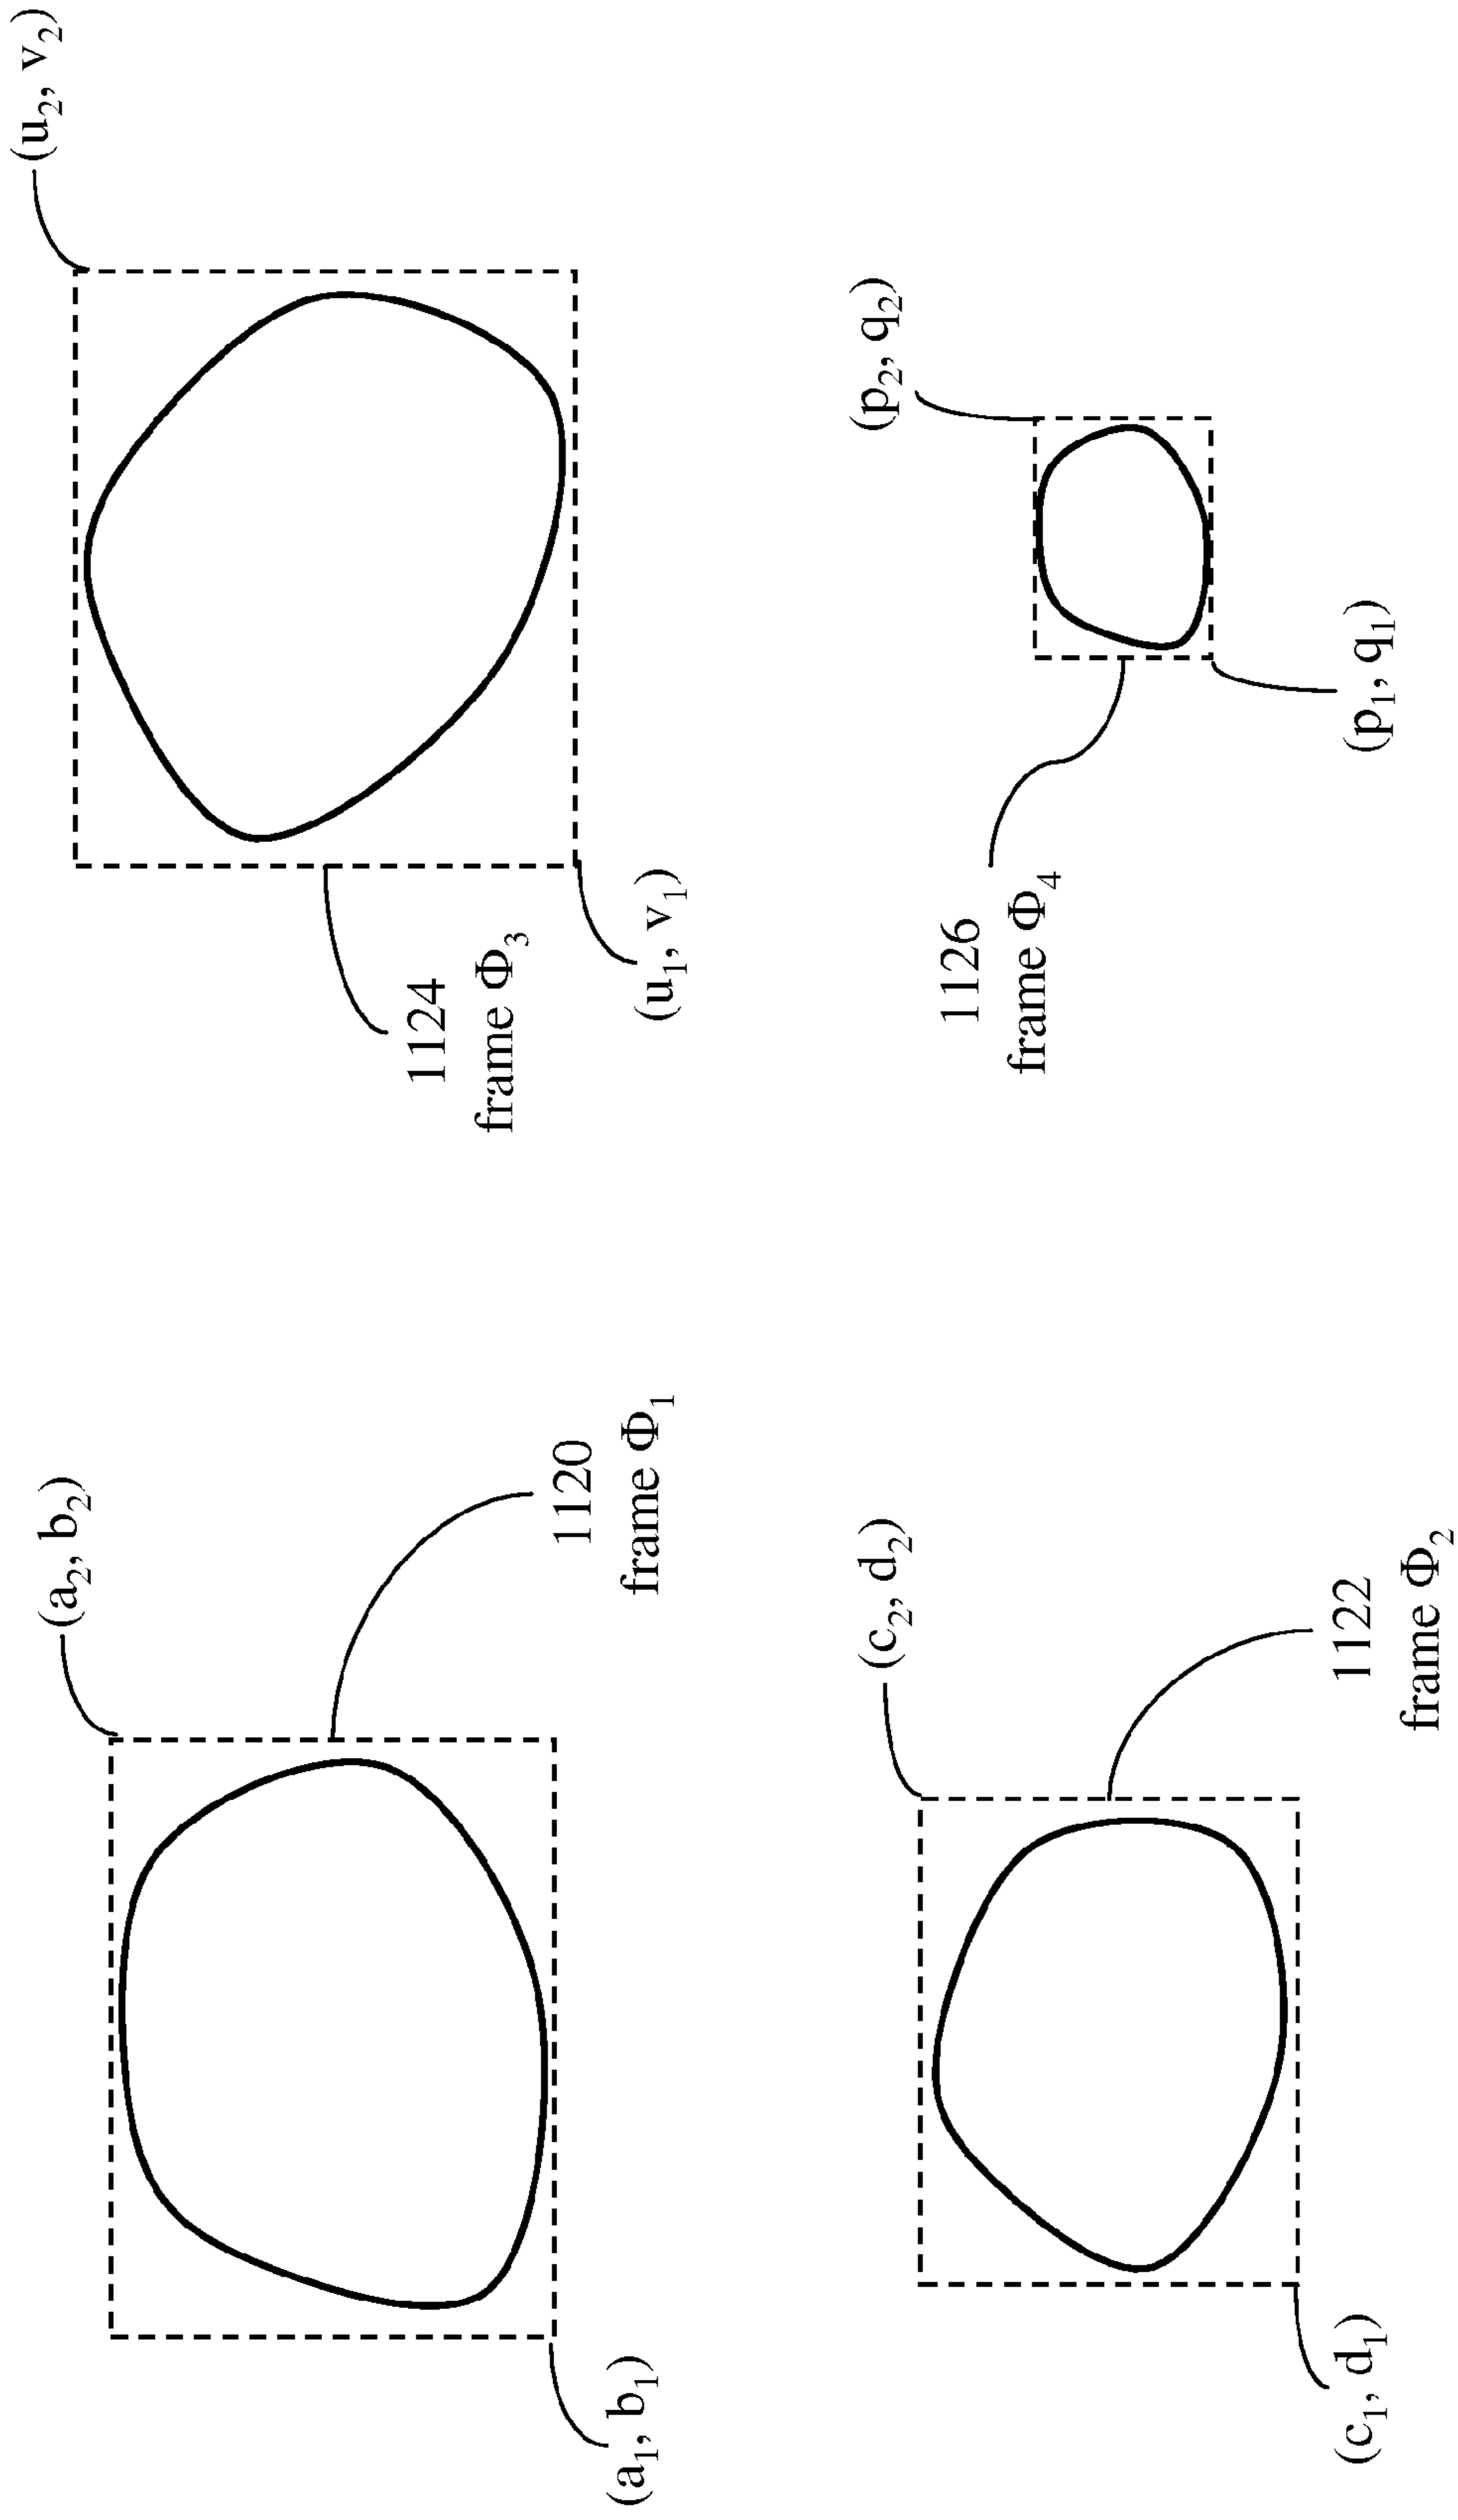 (a₂, b₂)
1120
frame Φ₁
(a₁, b₁)
(u₂, v₂)
1124
frame Φ₃
(u₁, v₁)
(c₂, d₂)
1122
frame Φ₂
(c₁, d₁)
(p₂, q₂)
1126
frame Φ₄
(p₁, q₁)